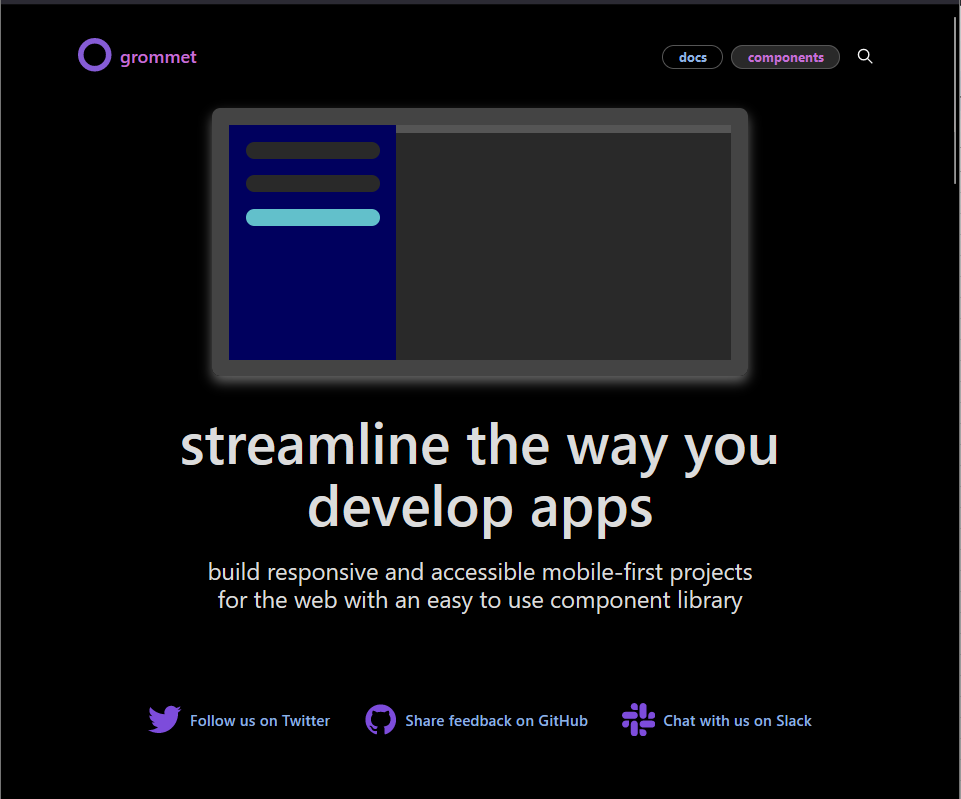 grommet
docs
components
streamline the way you
develop apps
build responsive and accessible mobile-first projects
for the web with an easy to use component library
Follow us on Twitter
Share feedback on GitHub
Chat with us on Slack